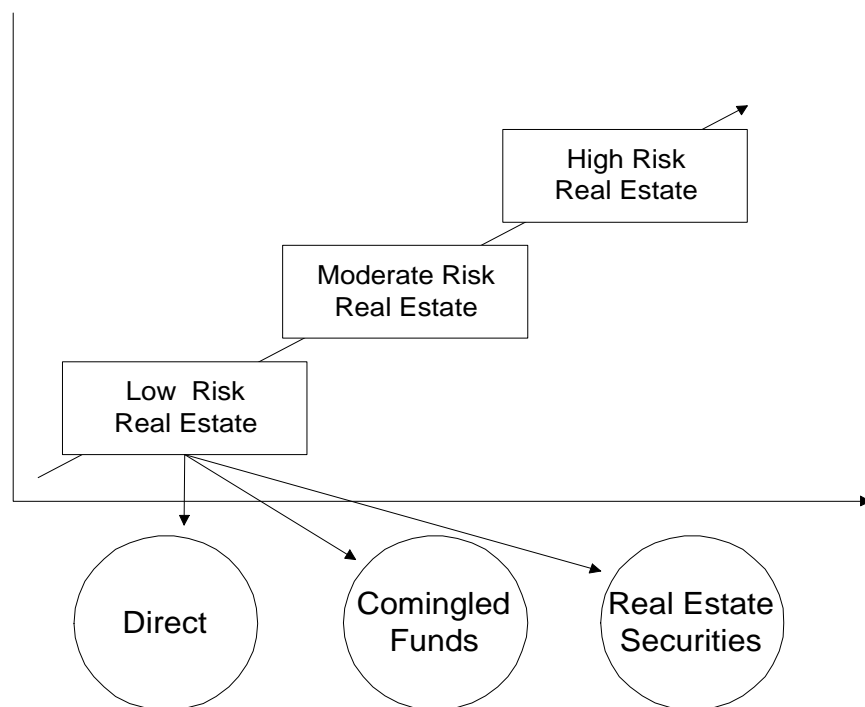 High Risk
Real Estate
Moderate Risk
Real Estate
Low  Risk
Real Estate
Direct
Comingled
Funds
Real Estate
Securities